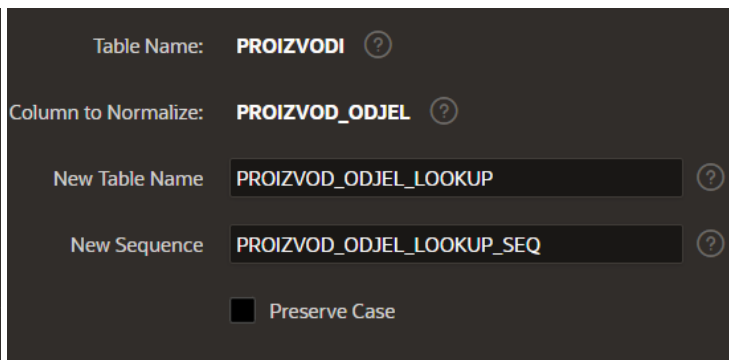 Table Name: PROIZVODI ?
Column to Normalize: PROIZVOD_ODJEL ?
New Table Name PROIZVOD_ODJEL_LOOKUP ?
New Sequence PROIZVOD_ODJEL_LOOKUP_SEQ ?
Preserve Case